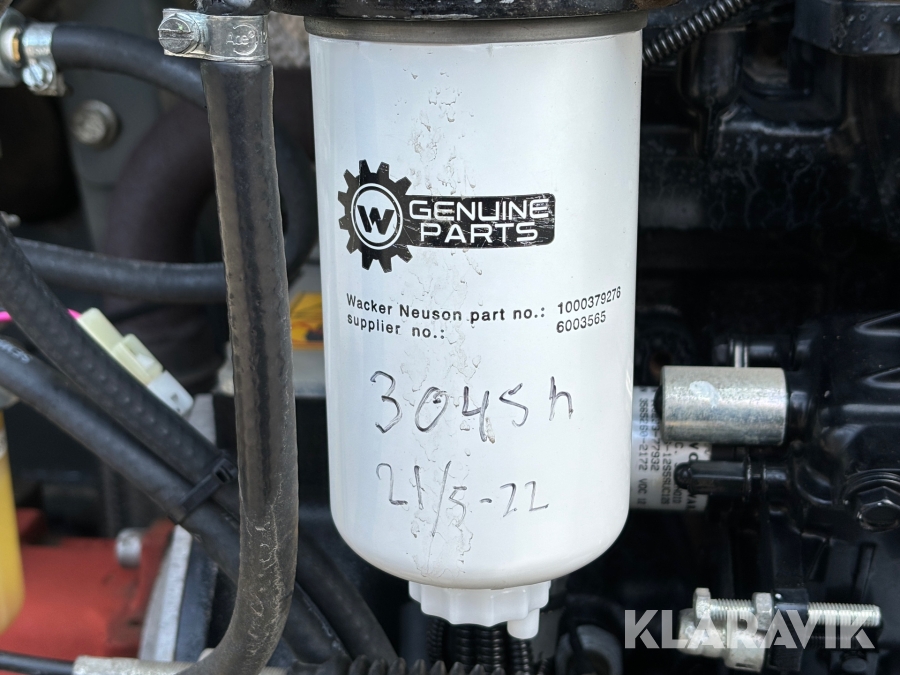 W GENUINE
PARTS
Wacker Neuson part no.: 1000379276
supplier no.: 6003565
3045h
21/5-22
KLARAVIK